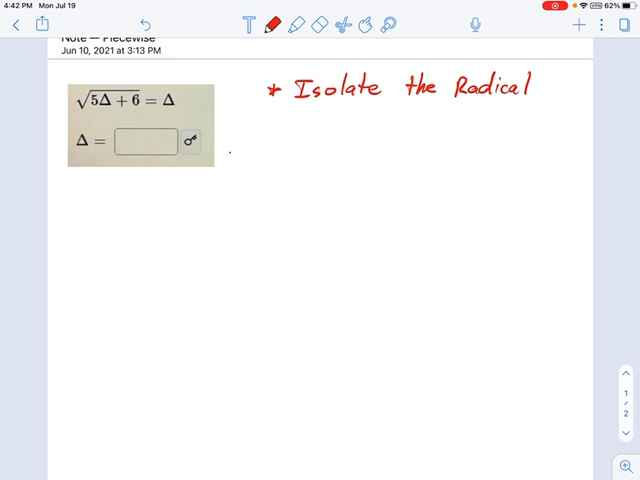 4:42 PM Mon Jul 19
VPN 62%
T
Note — Piecewise
Jun 10, 2021 at 3:13 PM
* Isolate the Radical
√5Δ + 6 = Δ
Δ =
1
/
2